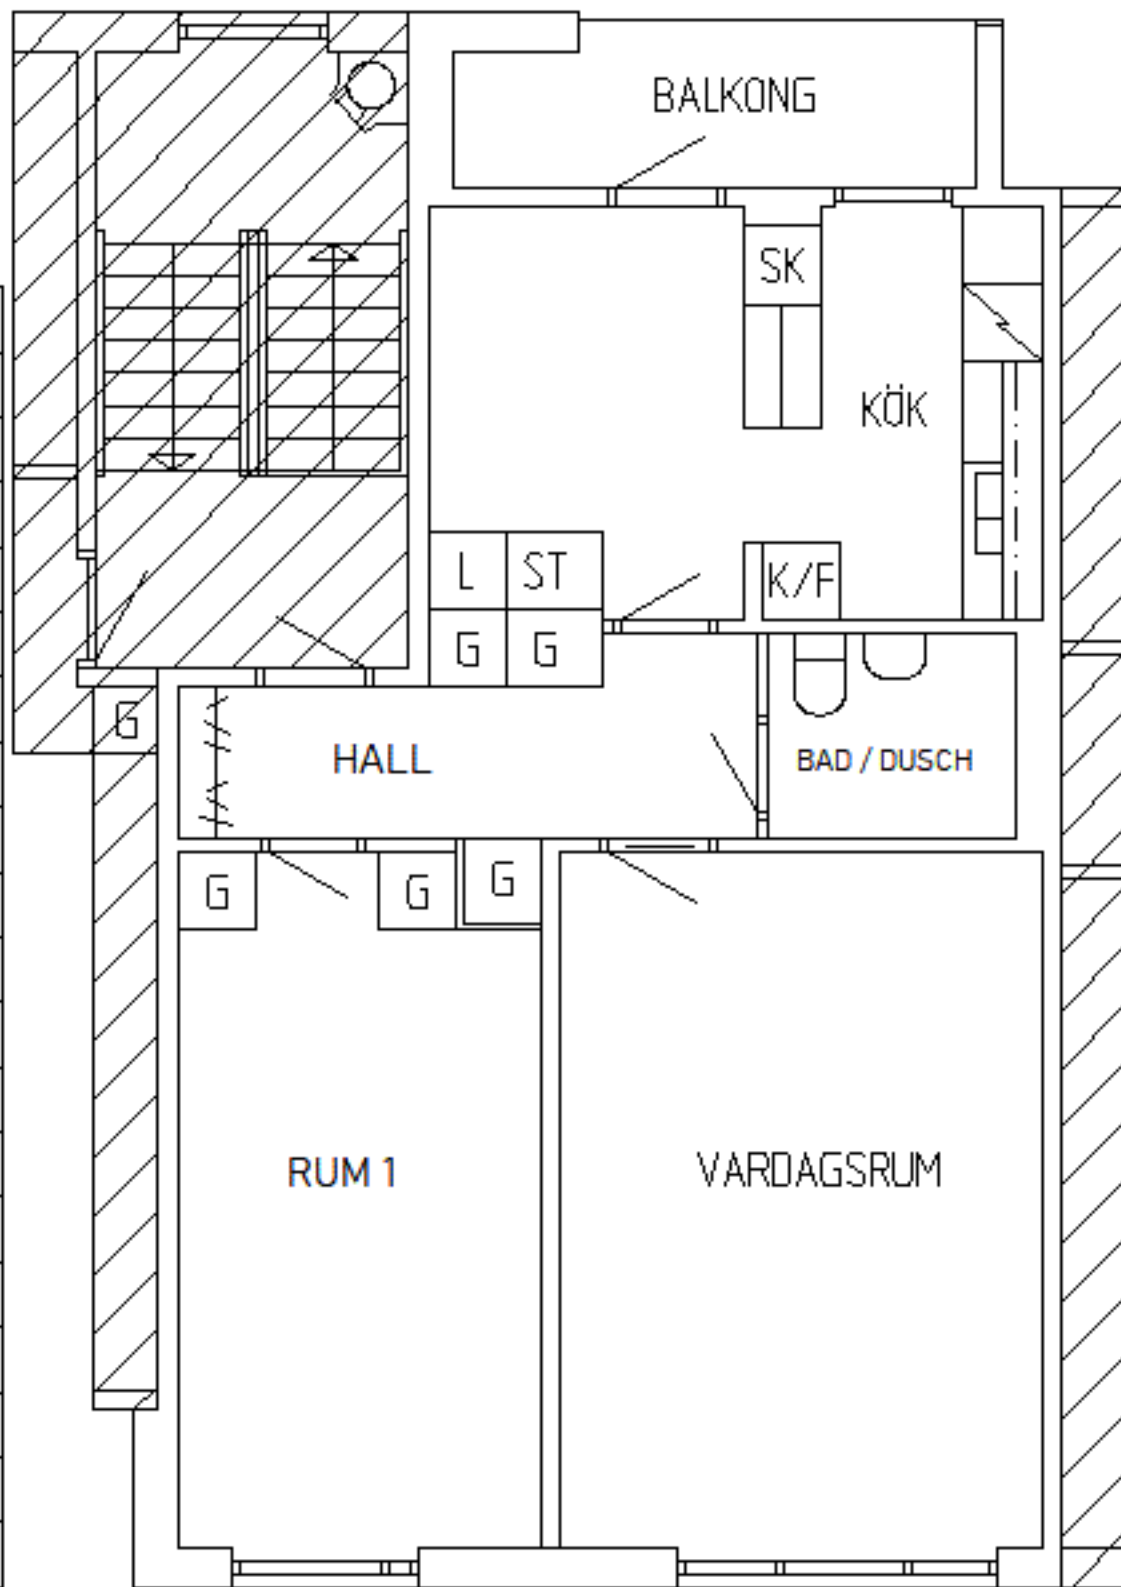 BALKONG
SK
KÖK
L
ST
K/F
G
G
G
HALL
BAD / DUSCH
G
G
G
RUM 1
VARDAGSRUM